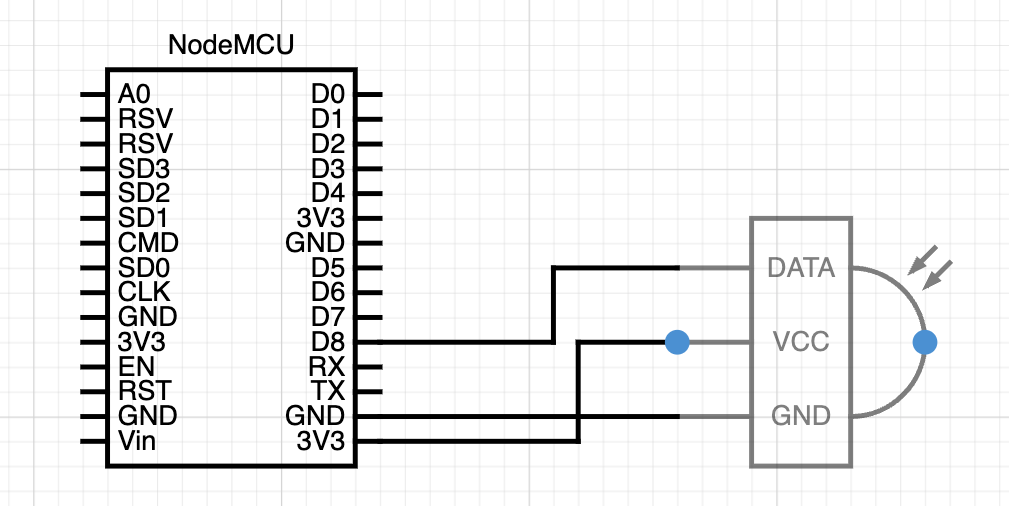 NodeMCU
A0 D0
RSV D1
RSV D2
SD3 D3
SD2 D4
SD1 3V3
CMD GND
SD0 D5
CLK D6
GND D7
3V3 D8
EN RX
RST TX
GND GND
Vin 3V3
DATA
VCC
GND